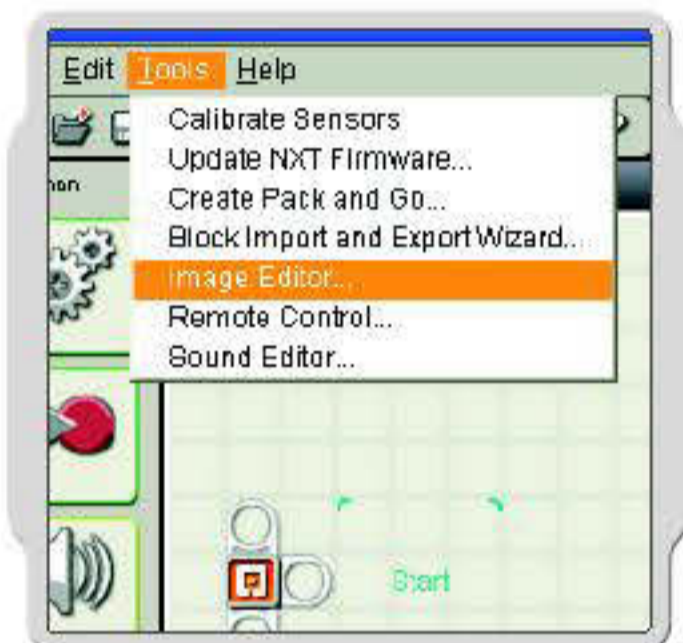 Edit Tools Help
Calibrate Sensors
Update NXT Firmware...
Create Pack and Go...
Block Import and Export Wizard...
Image Editor...
Remote Control...
Sound Editor...
Start